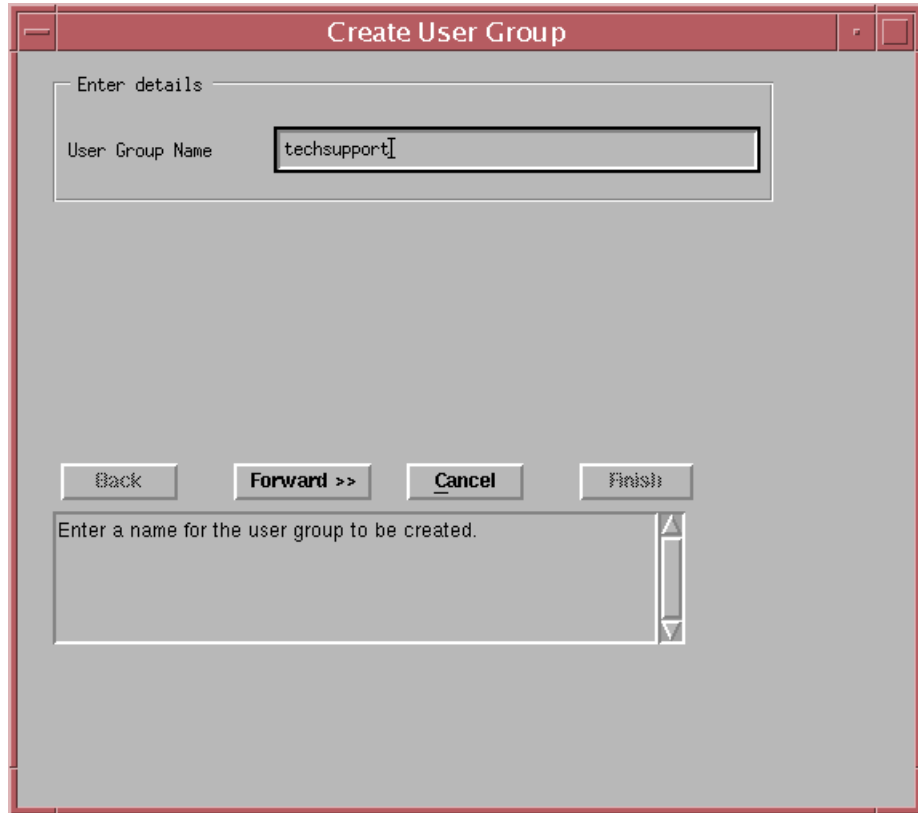 Create User Group
Enter details
User Group Name
techsupport
Back
Forward >>
Cancel
Finish
Enter a name for the user group to be created.